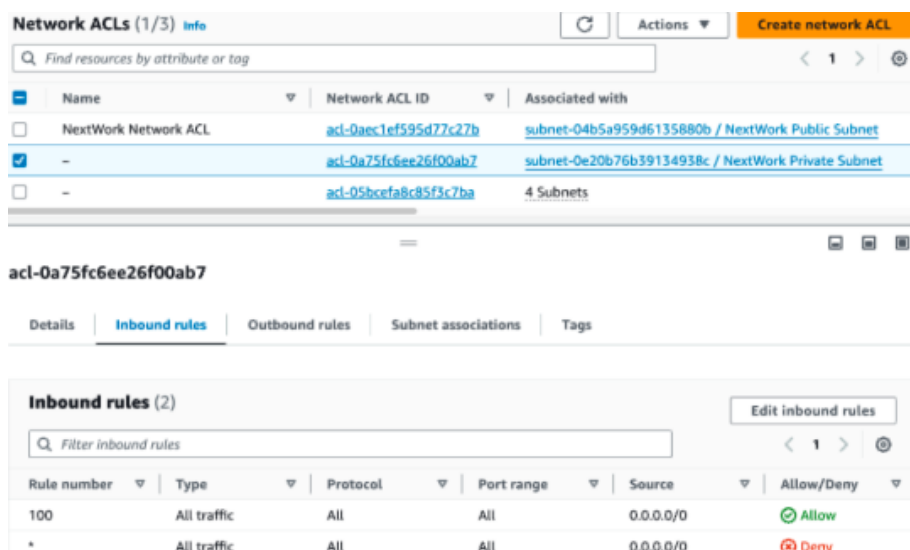 Network ACLs (1/3) Info
Actions Create network ACL
Find resources by attribute or tag
1
Name Network ACL ID Associated with
NextWork Network ACL acl-0aec1ef595d77c27b subnet-04b5a959d6135880b / NextWork Public Subnet
– acl-0a75fc6ee26f00ab7 subnet-0e20b76b39134938c / NextWork Private Subnet
– acl-05bcefa8c85f3c7ba 4 Subnets
acl-0a75fc6ee26f00ab7
Details Inbound rules Outbound rules Subnet associations Tags
Inbound rules (2)
Edit inbound rules
Filter inbound rules
1
Rule number Type Protocol Port range Source Allow/Deny
100 All traffic All All 0.0.0.0/0 Allow
* All traffic All All 0.0.0.0/0 Deny